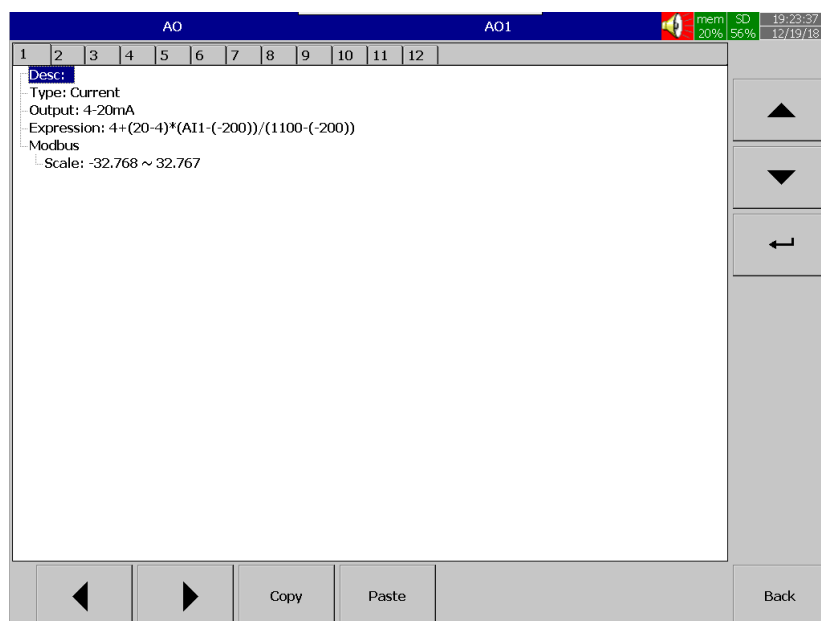 AO AO1 mem 20% SD 56% 19:23:37 12/19/18
1 2 3 4 5 6 7 8 9 10 11 12
Desc:
Type: Current
Output: 4-20mA
Expression: 4+(20-4)*(AI1-(-200))/(1100-(-200))
Modbus
Scale: -32.768 ~ 32.767
Copy Paste Back